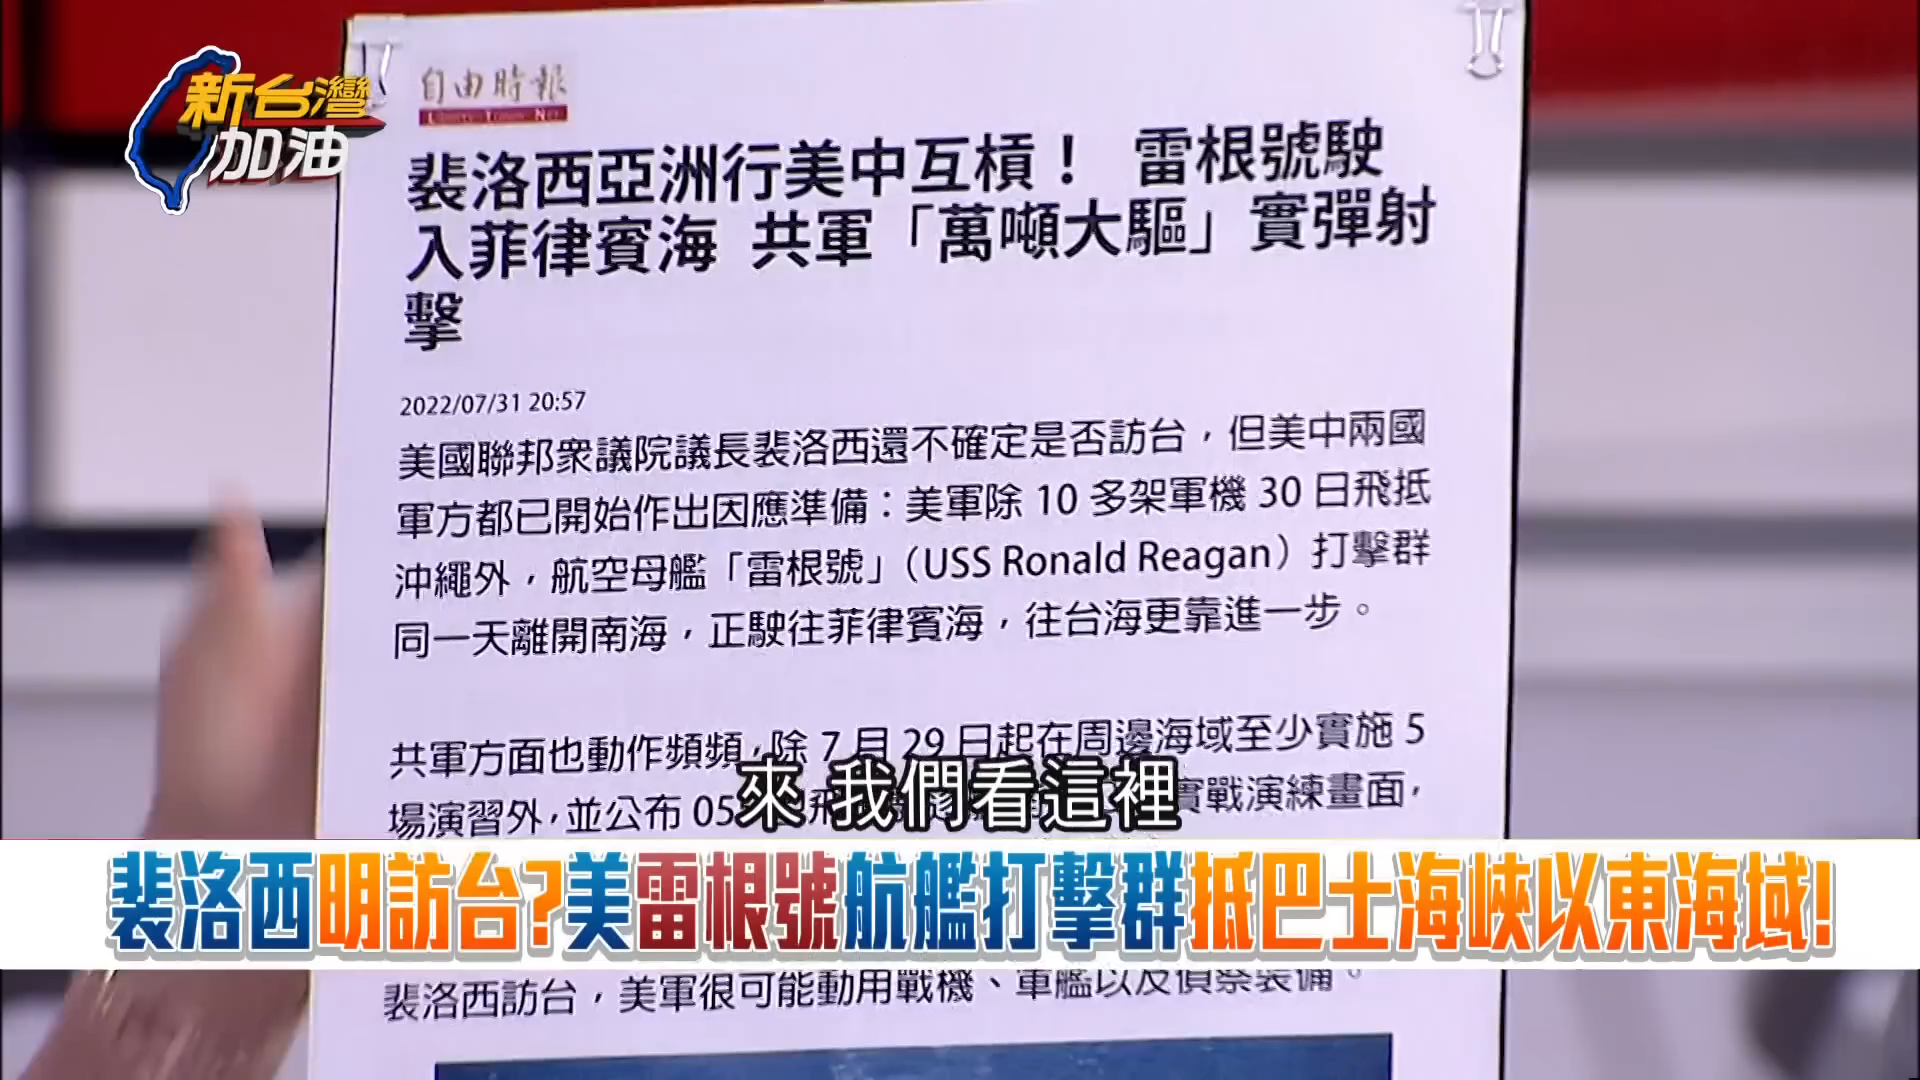 新台灣
加油
自由時報
Liberty Times Net
裴洛西亞洲行美中互槓！ 雷根號駛
入菲律賓海 共軍「萬噸大驅」實彈射
擊
2022/07/31 20:57
美國聯邦眾議院議長裴洛西還不確定是否訪台，但美中兩國
軍方都已開始作出因應準備：美軍除 10 多架軍機 30 日飛抵
沖繩外，航空母艦「雷根號」（USS Ronald Reagan）打擊群
同一天離開南海，正駛往菲律賓海，往台海更靠進一步。
共軍方面也動作頻頻，除 7 月 29 日起在周邊海域至少實施 5
場演習外，並公布 05 飛 實戰演練畫面，
來 我們看這裡
裴洛西明訪台?美雷根號航艦打擊群抵巴士海峽以東海域!
裴洛西訪台，美軍很可能動用戰機、軍艦以及偵察裝備。